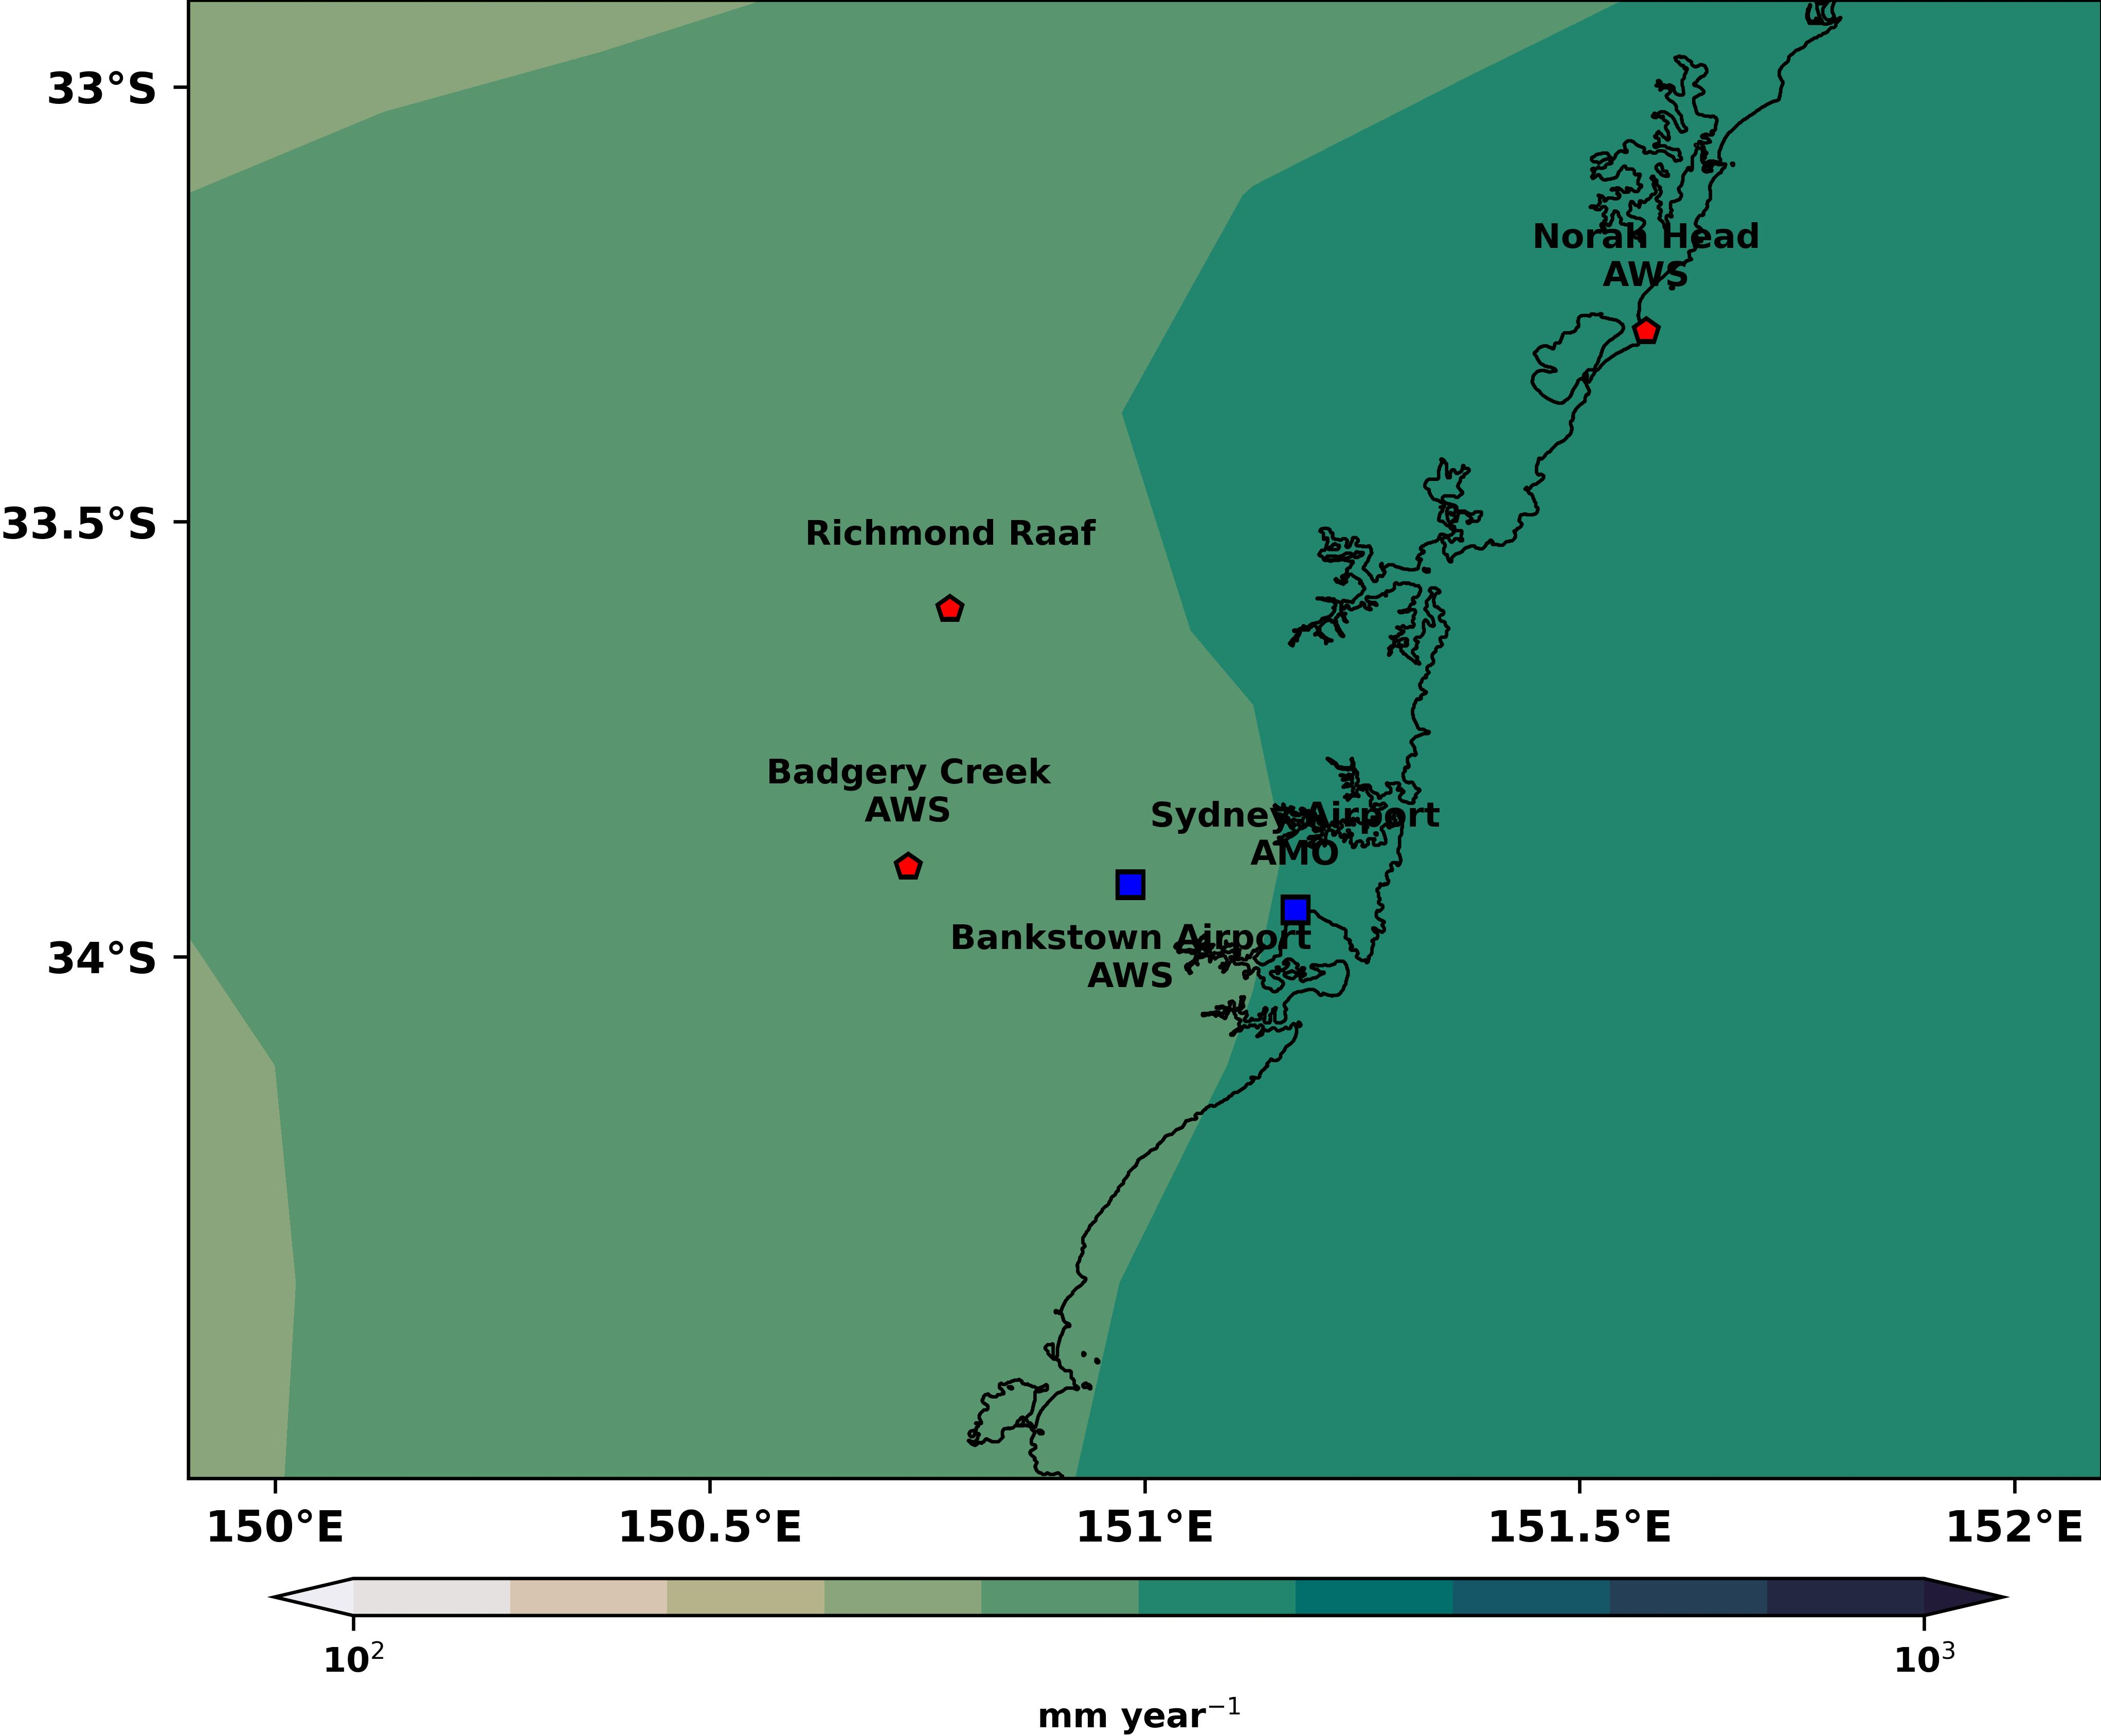 33°S
Norah Head
AWS
33.5°S
Richmond Raaf
Badgery Creek
AWS
Sydney Airport
AMO
Bankstown Airport
AWS
34°S
150°E 150.5°E 151°E 151.5°E 152°E
10² 10³
mm year⁻¹